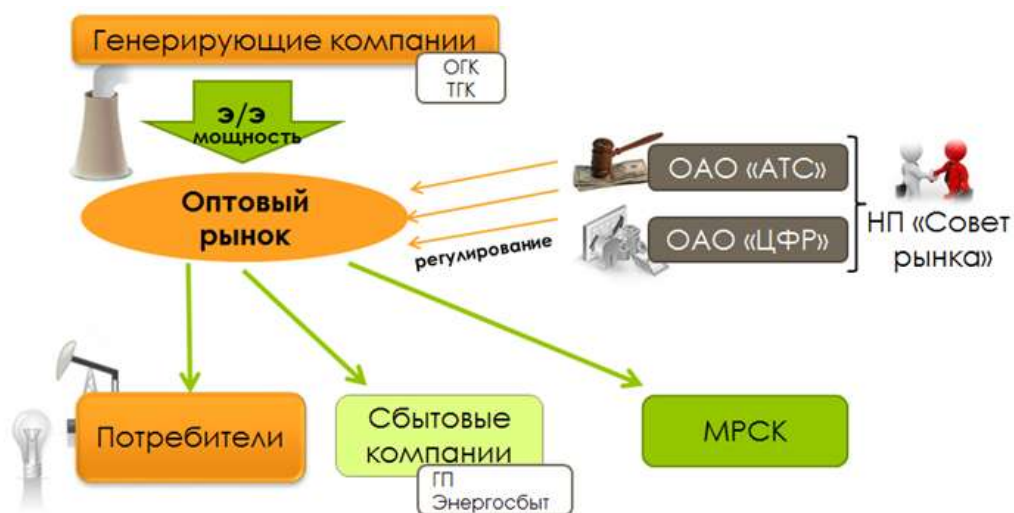 Генерирующие компании
ОГК
ТГК
э/э
мощность
Оптовый
рынок
регулирование
ОАО «АТС»
ОАО «ЦФР»
НП «Совет
рынка»
Потребители
Сбытовые
компании
ГП
Энергосбыт
МРСК